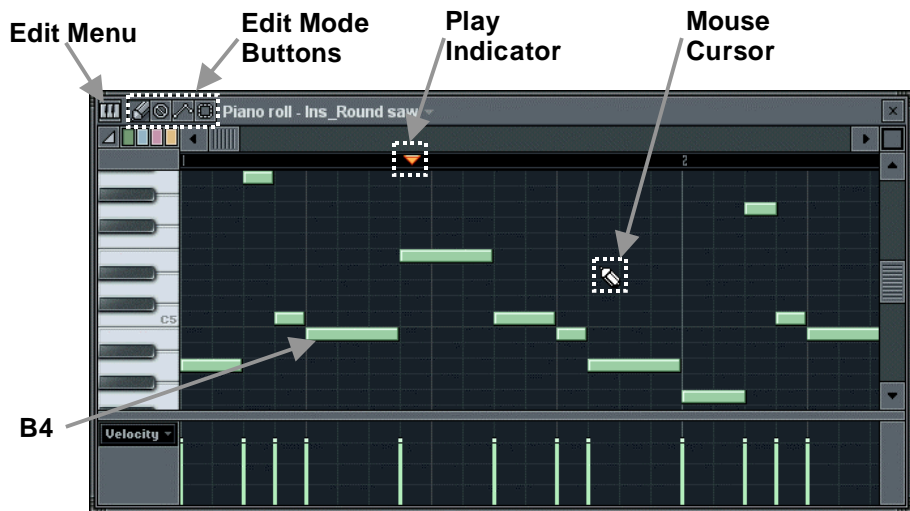 Edit Menu
Edit Mode
Buttons
Play
Indicator
Mouse
Cursor
Piano roll - Ins_Round saw
1
2
C5
B4
Velocity